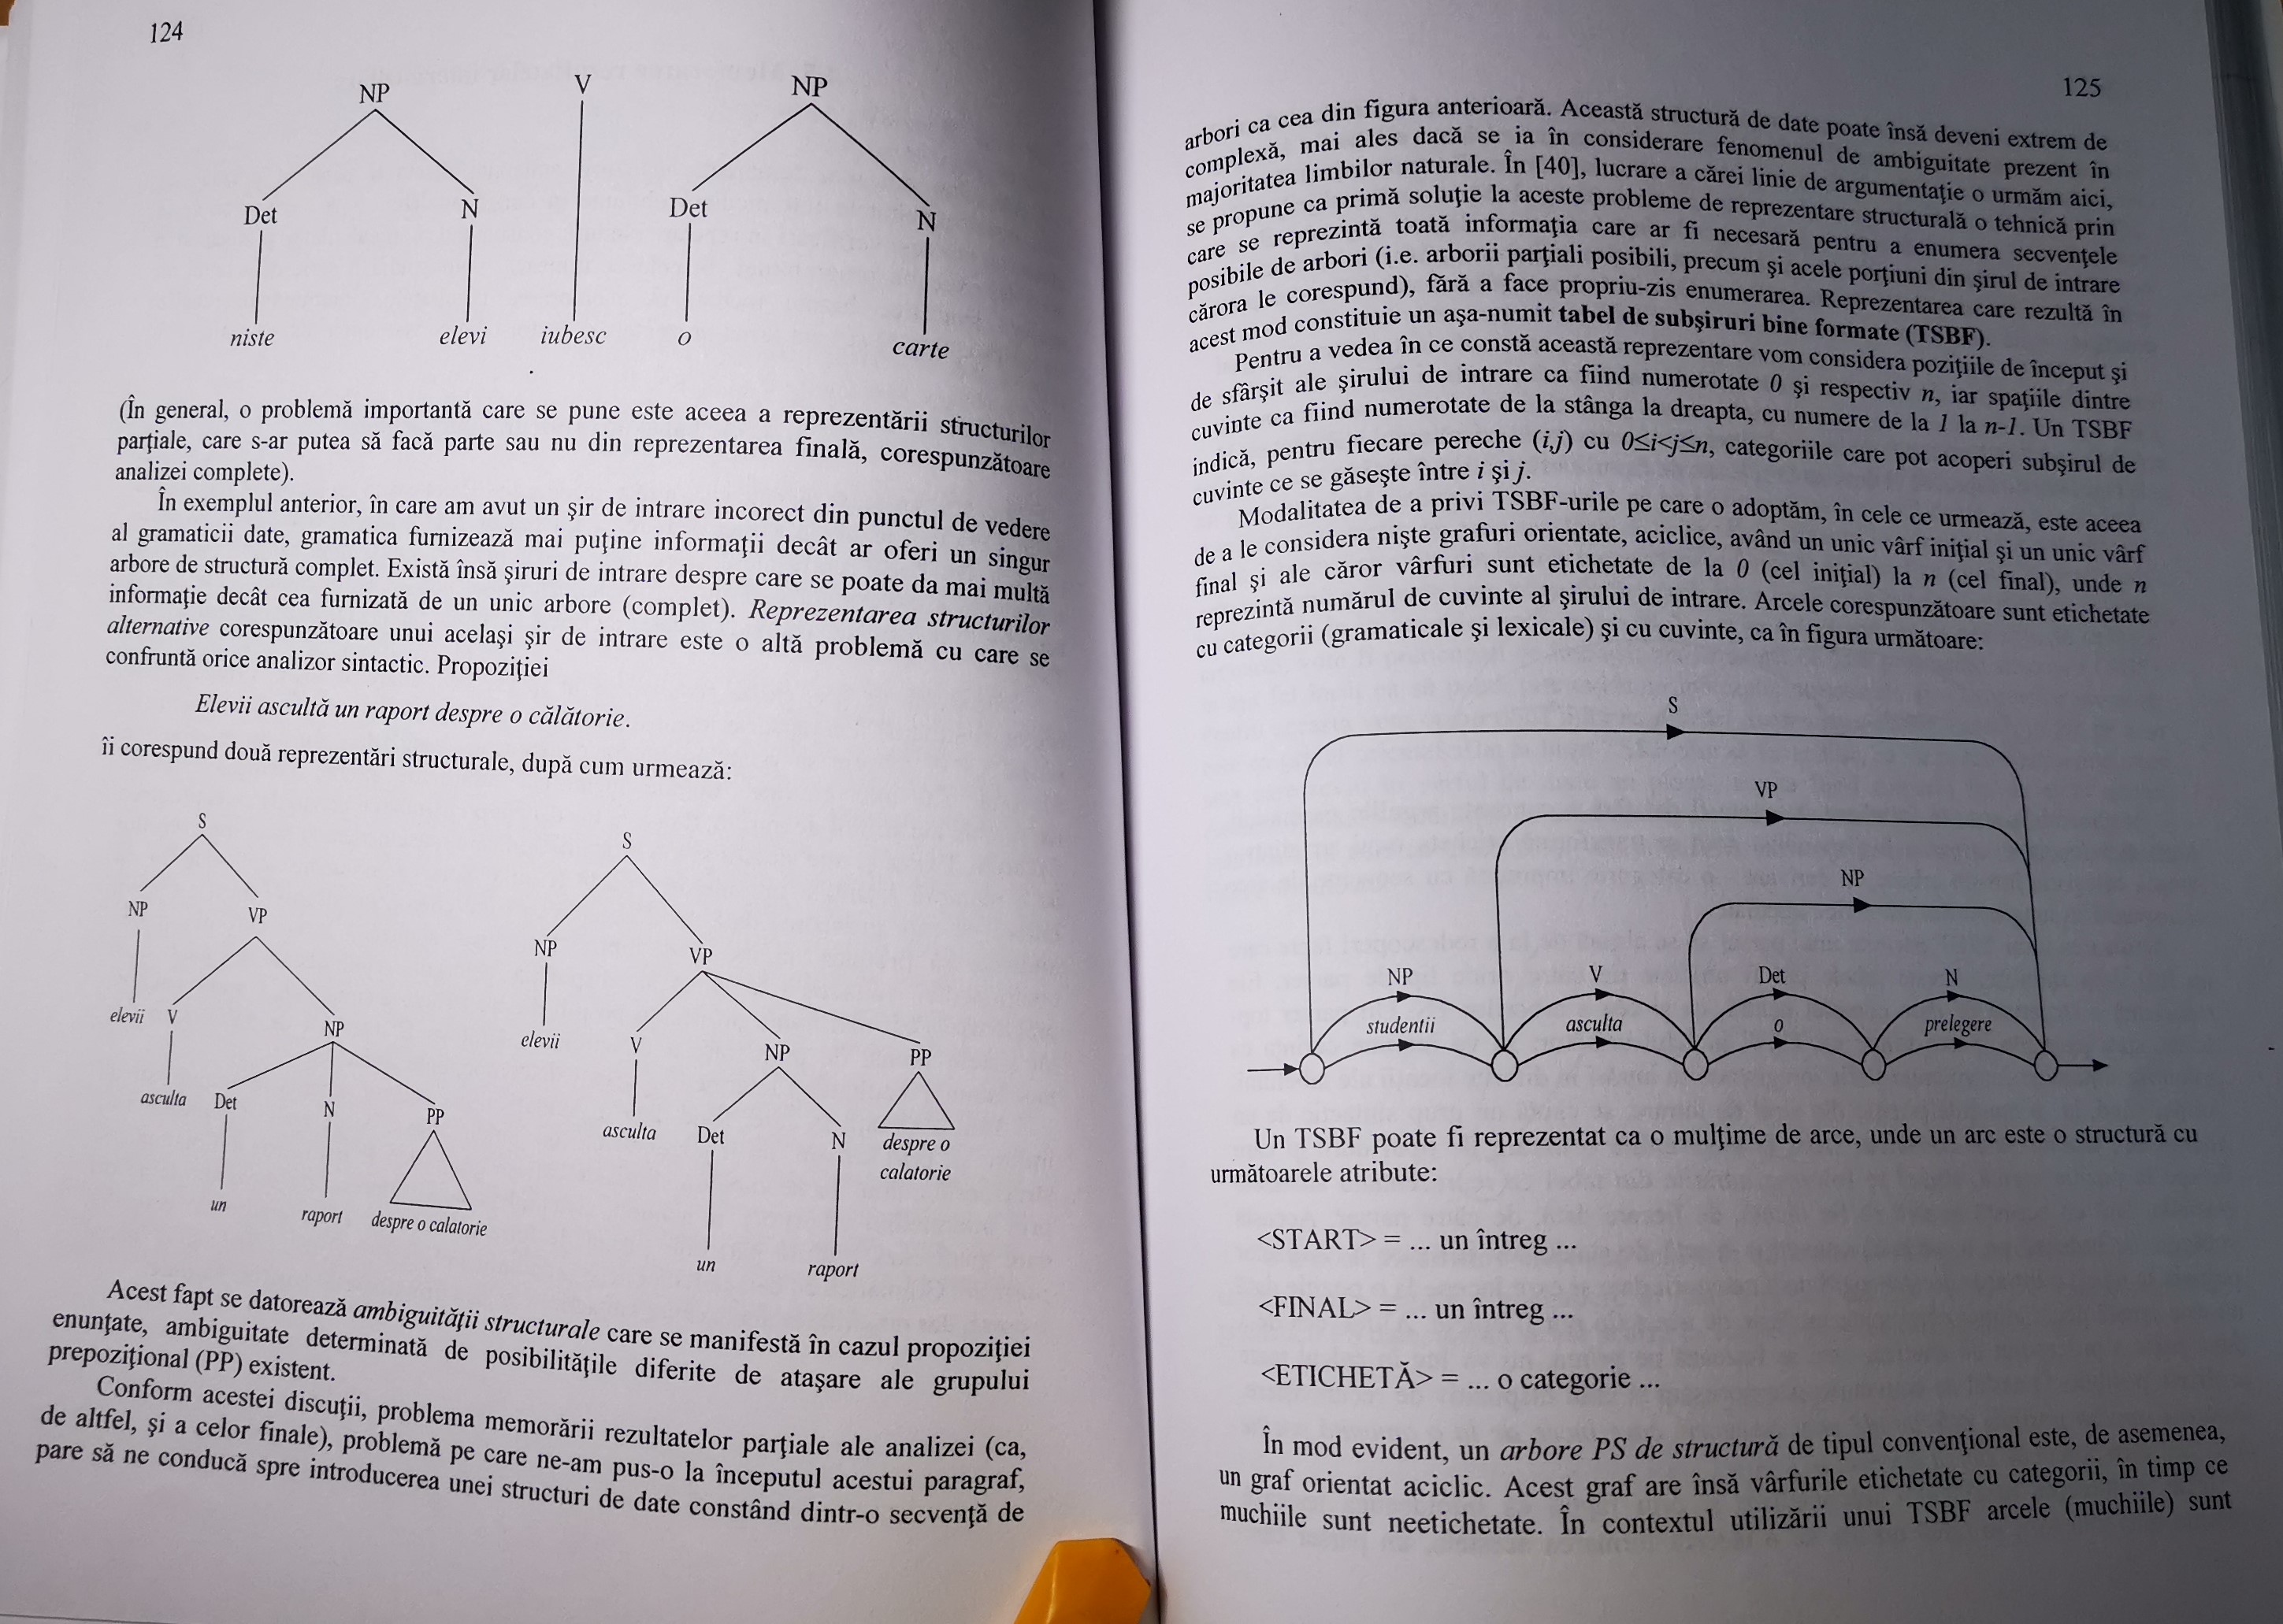 124
NP
V
NP
Det
N
Det
N
niste
elevi
iubesc
o
carte
(În general, o problemă importantă care se pune este aceea a reprezentării structurilor
parţiale, care s-ar putea să facă parte sau nu din reprezentarea finală, corespunzătoare
analizei complete).
În exemplul anterior, în care am avut un şir de intrare incorect din punctul de vedere
al gramaticii date, gramatica furnizează mai puţine informaţii decât ar oferi un singur
arbore de structură complet. Există însă şiruri de intrare despre care se poate da mai multă
informaţie decât cea furnizată de un unic arbore (complet). Reprezentarea structurilor
alternative corespunzătoare unui acelaşi şir de intrare este o altă problemă cu care se
confruntă orice analizor sintactic. Propoziţiei
Elevii ascultă un raport despre o călătorie.
îi corespund două reprezentări structurale, după cum urmează:
S
NP
VP
elevii
V
NP
asculta
Det
N
PP
un
raport
despre o calatorie
S
NP
VP
elevii
V
NP
PP
asculta
Det
N
despre o
calatorie
un
raport
Acest fapt se datorează ambiguităţii structurale care se manifestă în cazul propoziţiei
enunţate, ambiguitate determinată de posibilităţile diferite de ataşare ale grupului
prepoziţional (PP) existent.
Conform acestei discuţii, problema memorării rezultatelor parţiale ale analizei (ca,
de altfel, şi a celor finale), problemă pe care ne-am pus-o la începutul acestui paragraf,
pare să ne conducă spre introducerea unei structuri de date constând dintr-o secvenţă de
125
arbori ca cea din figura anterioară. Această structură de date poate însă deveni extrem de
complexă, mai ales dacă se ia în considerare fenomenul de ambiguitate prezent în
majoritatea limbilor naturale. În [40], lucrare a cărei linie de argumentaţie o urmăm aici,
se propune ca primă soluţie la aceste probleme de reprezentare structurală o tehnică prin
care se reprezintă toată informaţia care ar fi necesară pentru a enumera secvenţele
posibile de arbori (i.e. arborii parţiali posibili, precum şi acele porţiuni din şirul de intrare
cărora le corespund), fără a face propriu-zis enumerarea. Reprezentarea care rezultă în
acest mod constituie un aşa-numit tabel de subşiruri bine formate (TSBF).
Pentru a vedea în ce constă această reprezentare vom considera poziţiile de început şi
de sfârşit ale şirului de intrare ca fiind numerotate 0 şi respectiv n, iar spaţiile dintre
cuvinte ca fiind numerotate de la stânga la dreapta, cu numere de la 1 la n-1. Un TSBF
indică, pentru fiecare pereche (i,j) cu 0≤i<j≤n, categoriile care pot acoperi subşirul de
cuvinte ce se găseşte între i şi j.
Modalitatea de a privi TSBF-urile pe care o adoptăm, în cele ce urmează, este aceea
de a le considera nişte grafuri orientate, aciclice, având un unic vârf iniţial şi un unic vârf
final şi ale căror vârfuri sunt etichetate de la 0 (cel iniţial) la n (cel final), unde n
reprezintă numărul de cuvinte al şirului de intrare. Arcele corespunzătoare sunt etichetate
cu categorii (gramaticale şi lexicale) şi cu cuvinte, ca în figura următoare:
S
VP
NP
NP
V
Det
N
studentii
asculta
o
prelegere
Un TSBF poate fi reprezentat ca o mulţime de arce, unde un arc este o structură cu
următoarele atribute:
<START> = ... un întreg ...
<FINAL> = ... un întreg ...
<ETICHETĂ> = ... o categorie ...
În mod evident, un arbore PS de structură de tipul convenţional este, de asemenea,
un graf orientat aciclic. Acest graf are însă vârfurile etichetate cu categorii, în timp ce
muchiile sunt neetichetate. În contextul utilizării unui TSBF arcele (muchiile) sunt